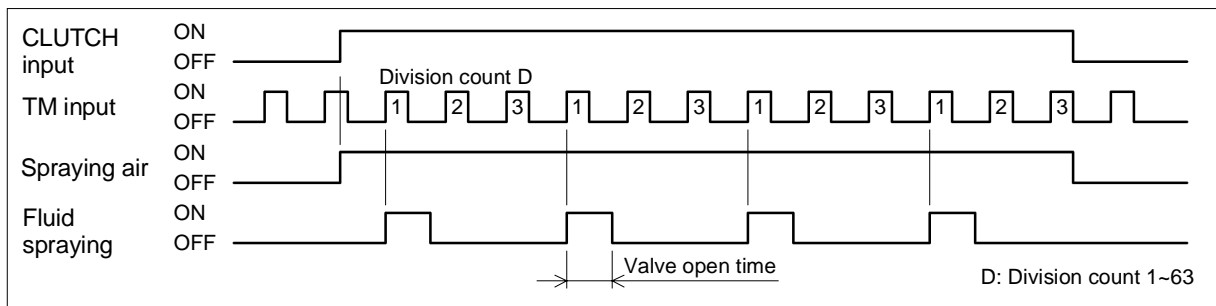 CLUTCH
input
ON
OFF
Division count D
TM input
ON
OFF
1 2 3 1 2 3 1 2 3 1 2 3
Spraying air
ON
OFF
Fluid
spraying
ON
OFF
Valve open time
D: Division count 1~63